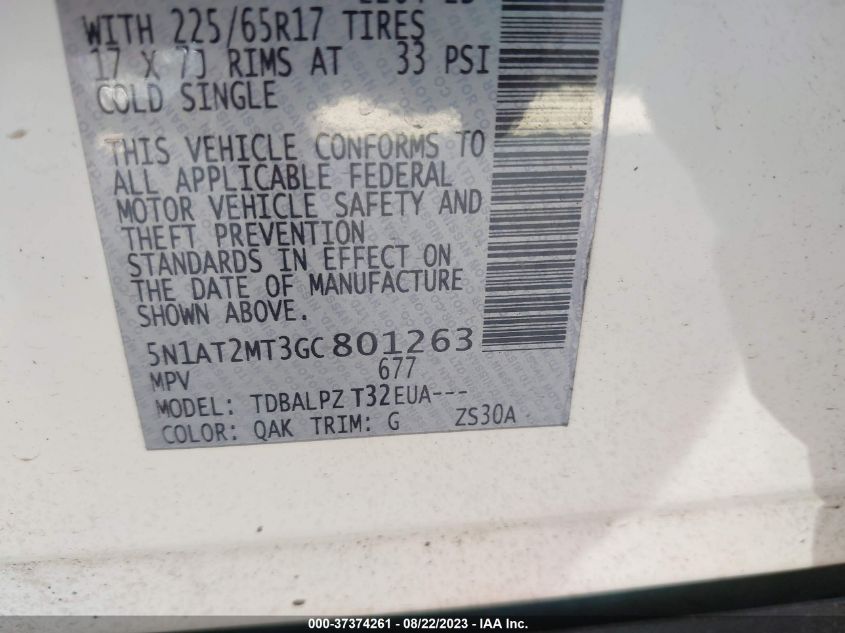 WITH 225/65R17 TIRES
17 X 7J RIMS AT 33 PSI
COLD SINGLE
THIS VEHICLE CONFORMS TO
ALL APPLICABLE FEDERAL
MOTOR VEHICLE SAFETY AND
THEFT PREVENTION
STANDARDS IN EFFECT ON
THE DATE OF MANUFACTURE
SHOWN ABOVE.
5N1AT2MT3GC801263
MPV 677
MODEL: TDBALPZ T32EUA---
COLOR: QAK TRIM: G ZS30A
000-37374261 - 08/22/2023 - IAA Inc.